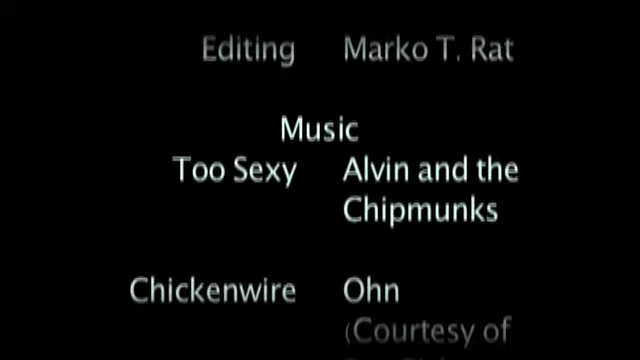 Editing Marko T. Rat
Music
Too Sexy Alvin and the
Chipmunks
Chickenwire Ohn
(Courtesy of